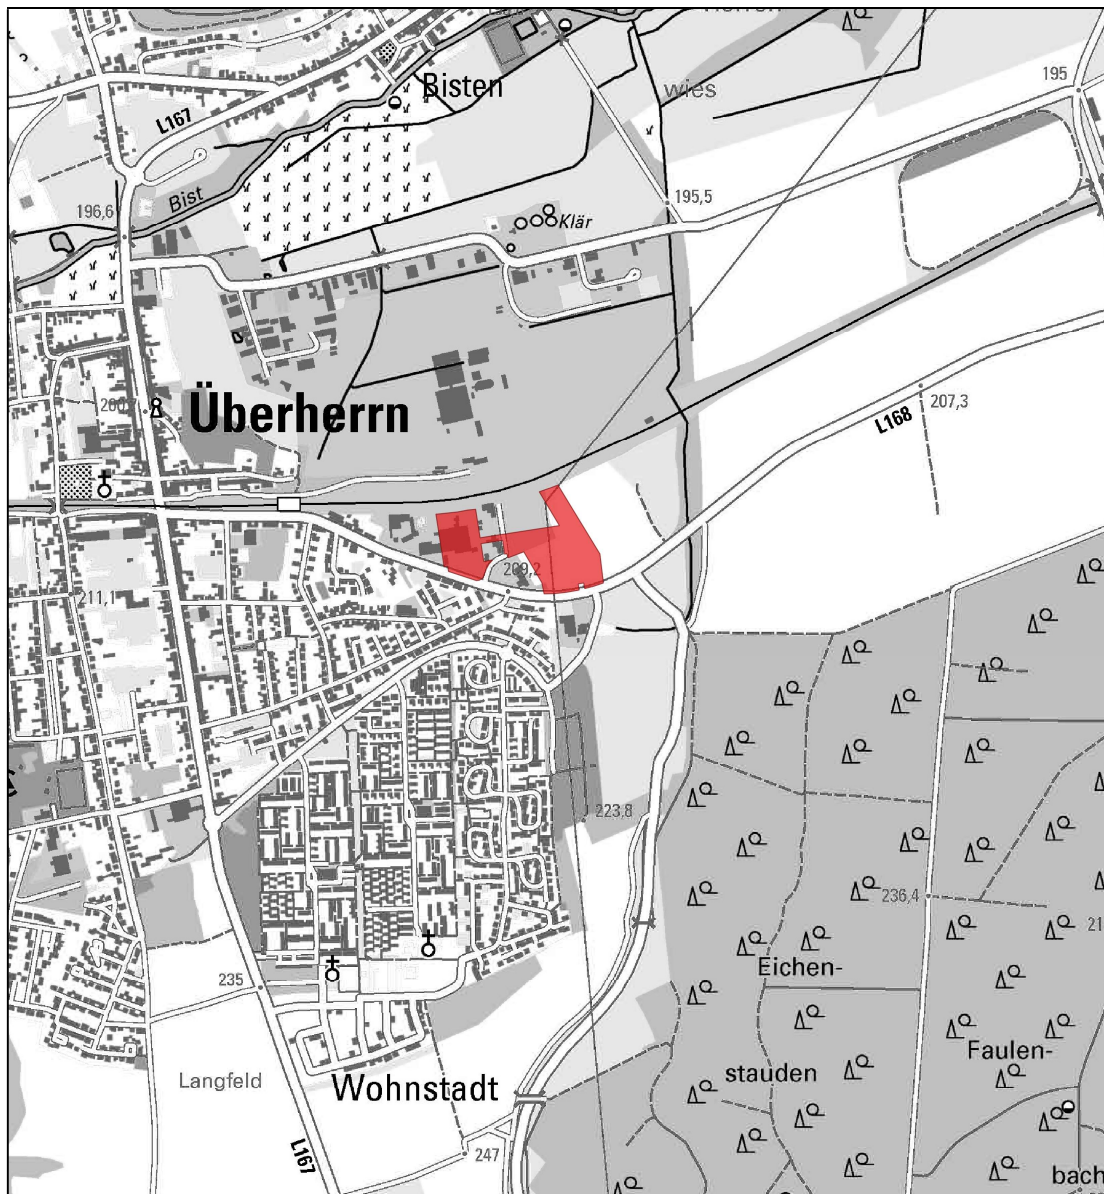 Bisten
wies
195
L167
Bist
196,6
195,5
Klär
Überherrn
207,3
L168
209,2
211,1
223,8
236,4
235
Eichen-
Faulen-
stauden
Langfeld
Wohnstadt
L167
247
bach